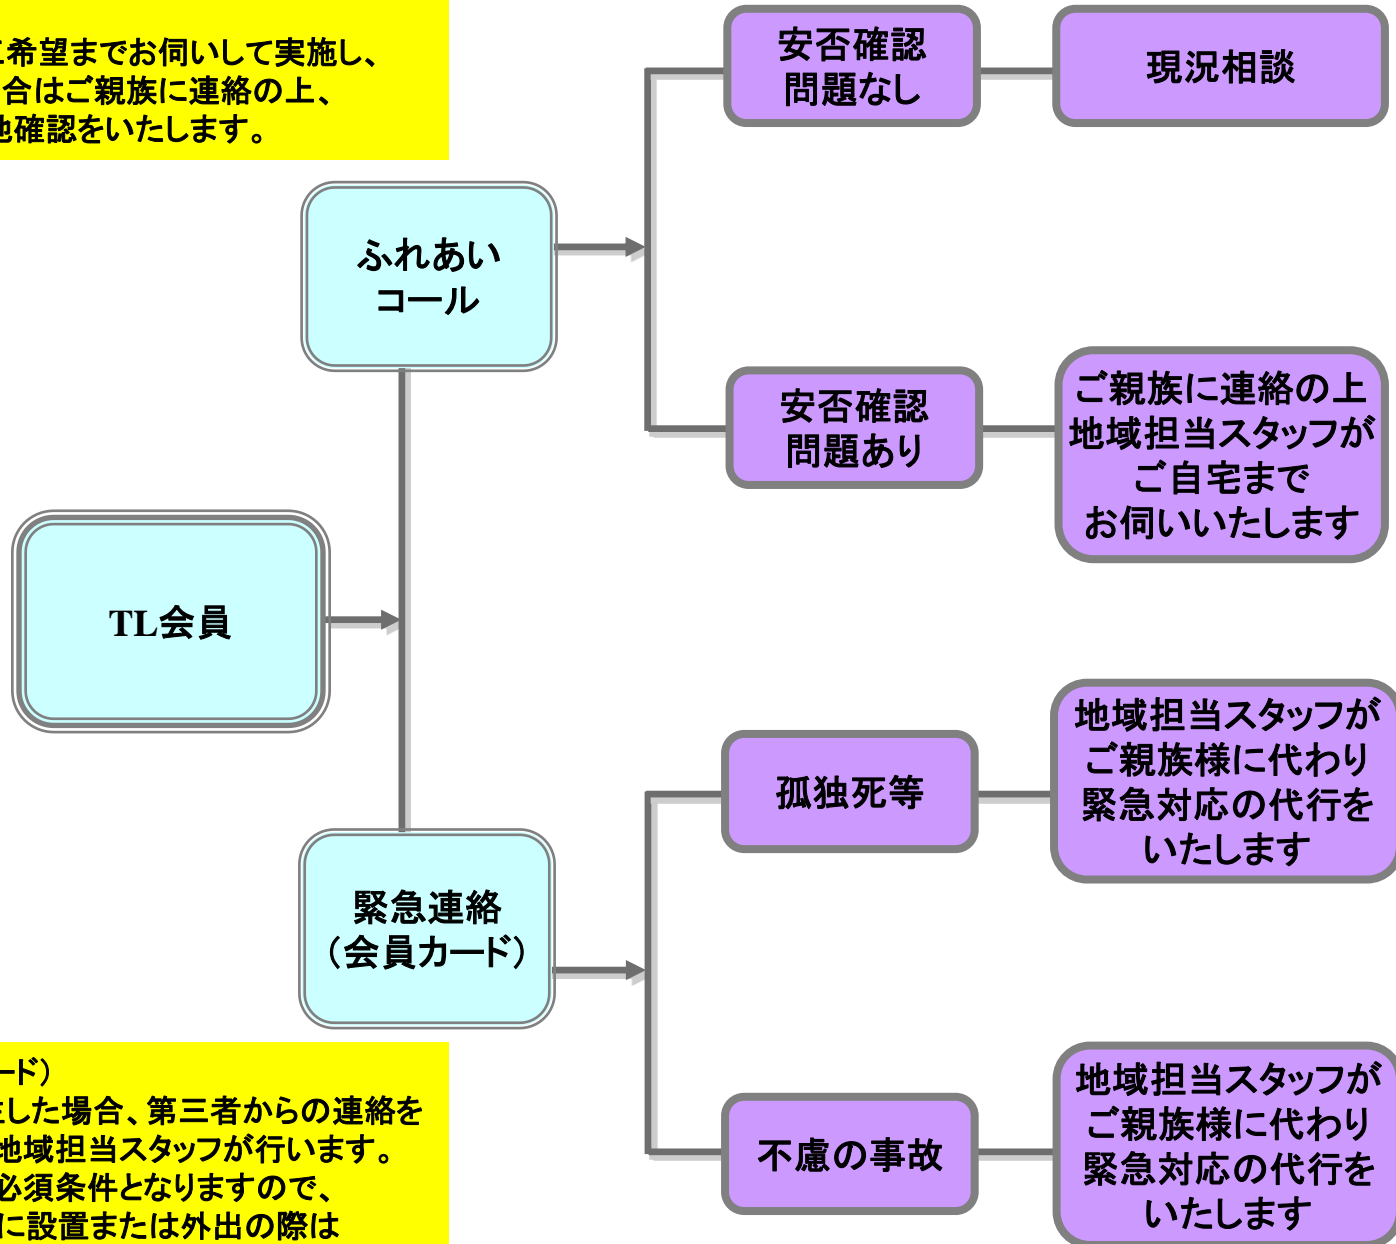 希望までお伺いして実施し、
合はご親族に連絡の上、
確認をいたします。
安否確認
問題なし
現況相談
ふれあい
コール
安否確認
問題あり
ご親族に連絡の上
地域担当スタッフが
ご自宅まで
お伺いいたします
TL会員
地域担当スタッフが
ご親族様に代わり
緊急対応の代行を
いたします
孤独死等
緊急連絡
（会員カード）
ード）
した場合、第三者からの連絡を
地域担当スタッフが行います。
必須条件となりますので、
に設置または外出の際は
不慮の事故
地域担当スタッフが
ご親族様に代わり
緊急対応の代行を
いたします